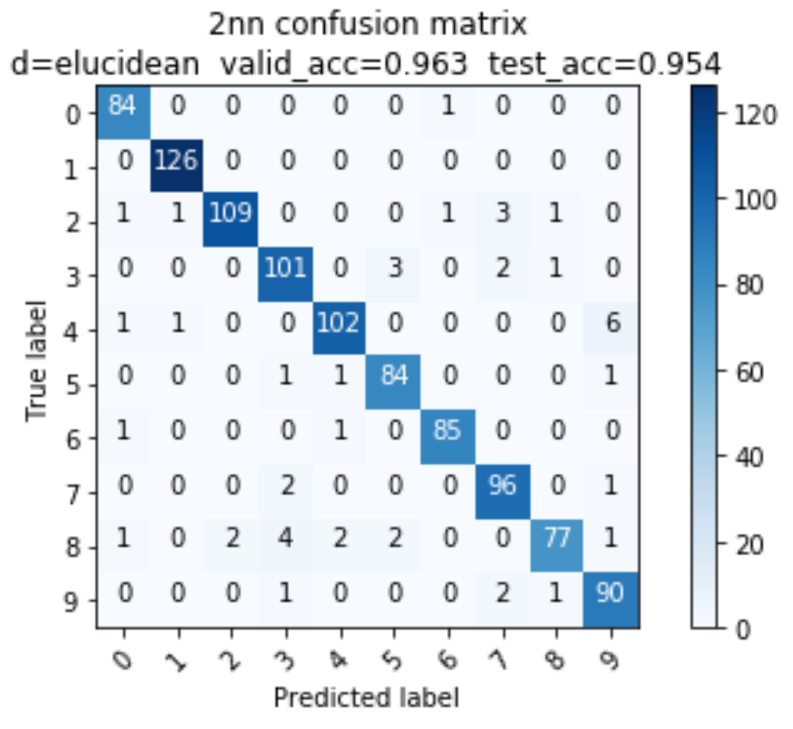 2nn confusion matrix
d=elucidean valid_acc=0.963 test_acc=0.954
True label
0 84 0 0 0 0 0 1 0 0 0
1 0 126 0 0 0 0 0 0 0 0
2 1 1 109 0 0 0 1 3 1 0
3 0 0 0 101 0 3 0 2 1 0
4 1 1 0 0 102 0 0 0 0 6
5 0 0 0 1 1 84 0 0 0 1
6 1 0 0 0 1 0 85 0 0 0
7 0 0 0 2 0 0 0 96 0 1
8 1 0 2 4 2 2 0 0 77 1
9 0 0 0 1 0 0 0 2 1 90
0 1 2 3 4 5 6 7 8 9
Predicted label
120
100
80
60
40
20
0